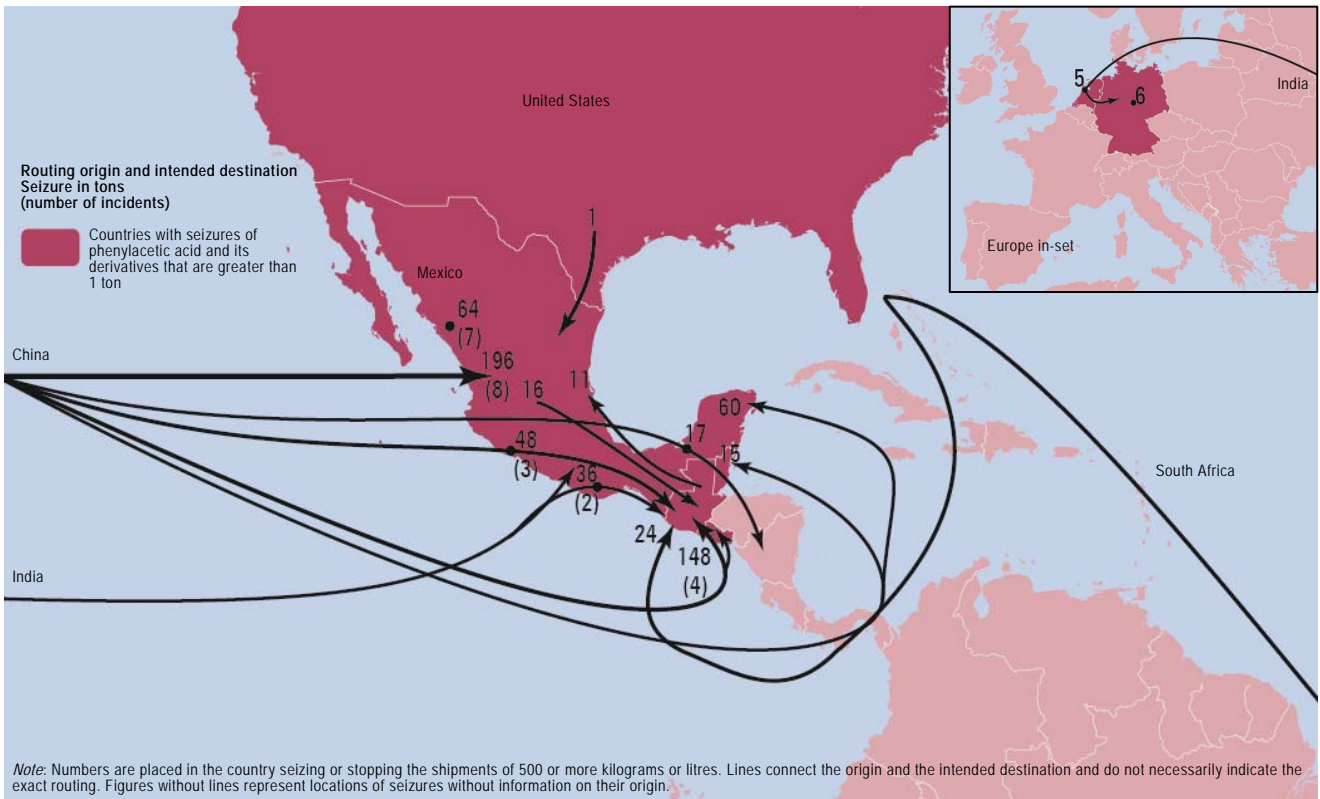 United States
Routing origin and intended destination
Seizure in tons
(number of incidents)
Countries with seizures of
phenylacetic acid and its
derivatives that are greater than
1 ton
5
6
India
Europe in-set
1
Mexico
64
(7)
China
196
(8)
16
11
60
17
15
48
(3)
36
(2)
24
148
(4)
South Africa
India
Note: Numbers are placed in the country seizing or stopping the shipments of 500 or more kilograms or litres. Lines connect the origin and the intended destination and do not necessarily indicate the
exact routing. Figures without lines represent locations of seizures without information on their origin.